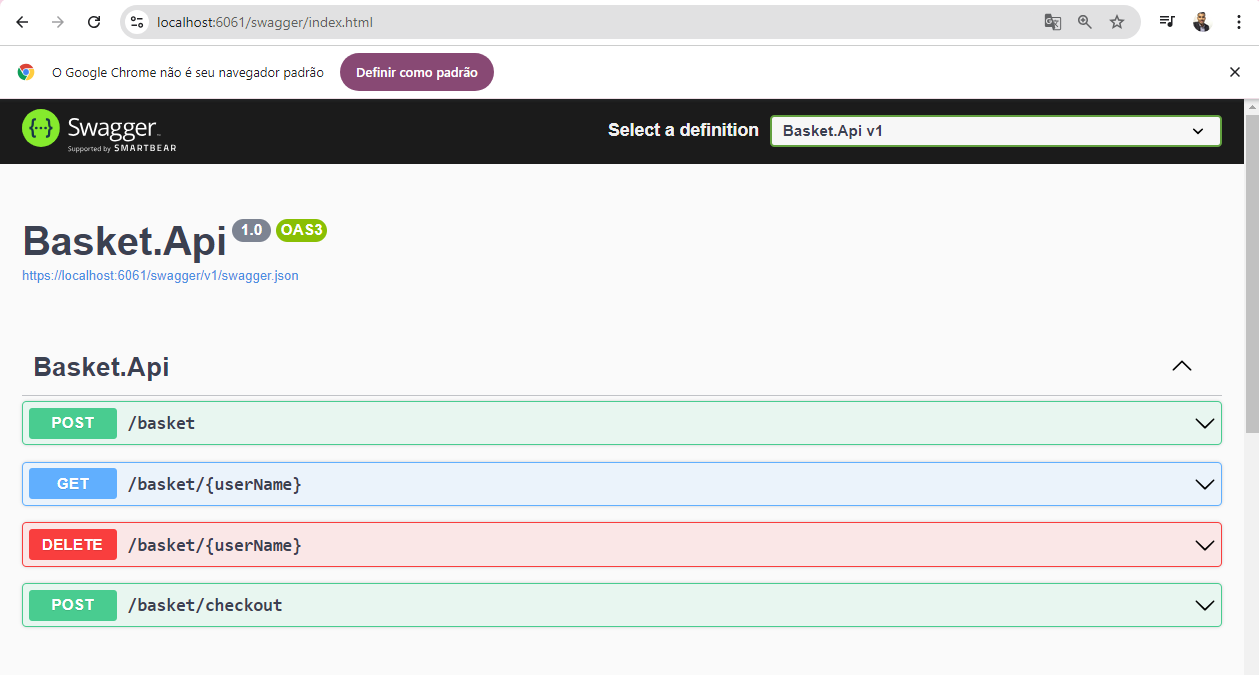 localhost:6061/swagger/index.html
O Google Chrome não é seu navegador padrão
Definir como padrão
Swagger
Supported by SMARTBEAR
Select a definition
Basket.Api v1
Basket.Api 1.0 OAS3
https://localhost:6061/swagger/v1/swagger.json
Basket.Api
POST /basket
GET /basket/{userName}
DELETE /basket/{userName}
POST /basket/checkout